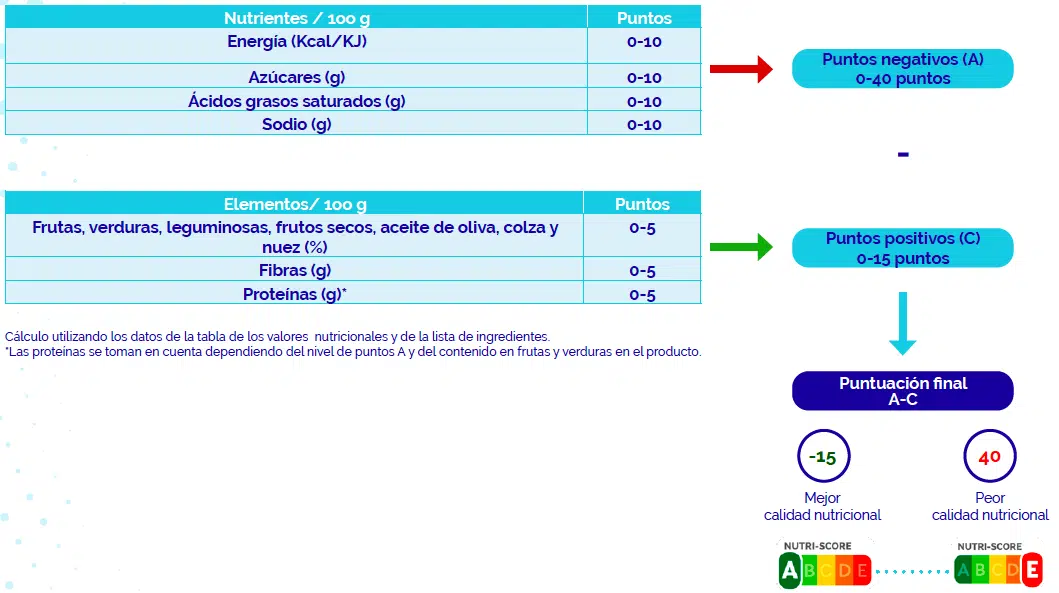 Nutrientes / 100 g Puntos
Energía (Kcal/KJ) 0-10
Azúcares (g) 0-10
Ácidos grasos saturados (g) 0-10
Sodio (g) 0-10
Puntos negativos (A)
0-40 puntos
-
Elementos/ 100 g Puntos
Frutas, verduras, leguminosas, frutos secos, aceite de oliva, colza y 0-5
nuez (%)
Fibras (g) 0-5
Proteínas (g)* 0-5
Puntos positivos (C)
0-15 puntos
Cálculo utilizando los datos de la tabla de los valores nutricionales y de la lista de ingredientes.
*Las proteínas se toman en cuenta dependiendo del nivel de puntos A y del contenido en frutas y verduras en el producto.
Puntuación final
A-C
-15
Mejor
calidad nutricional
40
Peor
calidad nutricional
NUTRI-SCORE
A B C D E
NUTRI-SCORE
A B C D E